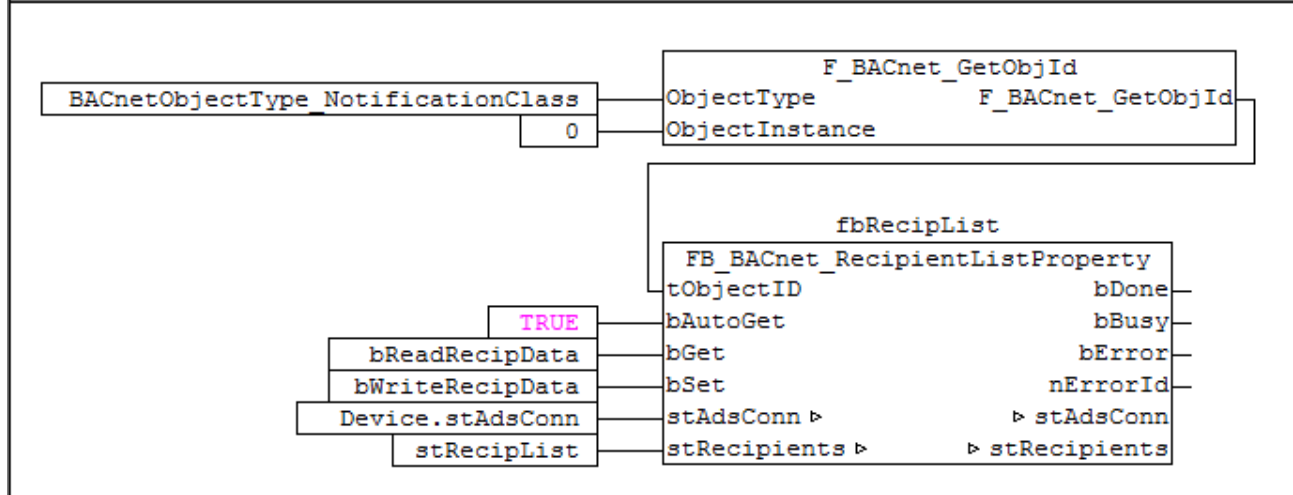 F_BACnet_GetObjId
BACnetObjectType_NotificationClass ObjectType F_BACnet_GetObjId
0 ObjectInstance
fbRecipList
FB_BACnet_RecipientListProperty
tObjectID bDone
TRUE bAutoGet bBusy
bReadRecipData bGet bError
bWriteRecipData bSet nErrorId
Device.stAdsConn stAdsConn ▹ ▹ stAdsConn
stRecipList stRecipients ▹ ▹ stRecipients